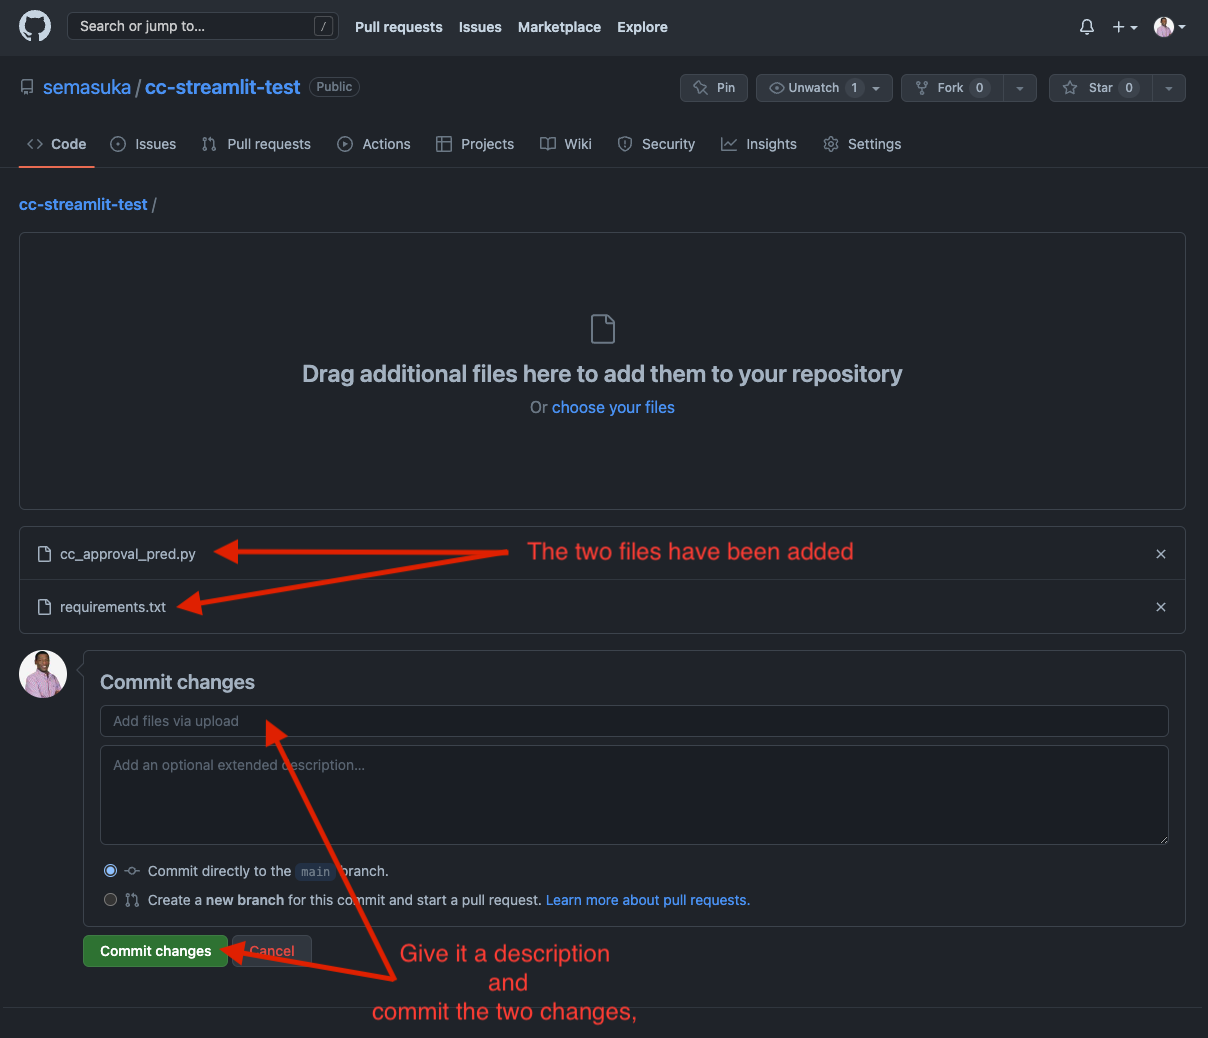 Search or jump to... /
Pull requests Issues Marketplace Explore
semasuka / cc-streamlit-test Public
Pin Unwatch 1 Fork 0 Star 0
Code Issues Pull requests Actions Projects Wiki Security Insights Settings
cc-streamlit-test /
Drag additional files here to add them to your repository
Or choose your files
cc_approval_pred.py
The two files have been added
requirements.txt
Commit changes
Add files via upload
Add an optional extended description...
Commit directly to the main branch.
Create a new branch for this commit and start a pull request. Learn more about pull requests.
Commit changes Cancel
Give it a description
and
commit the two changes,